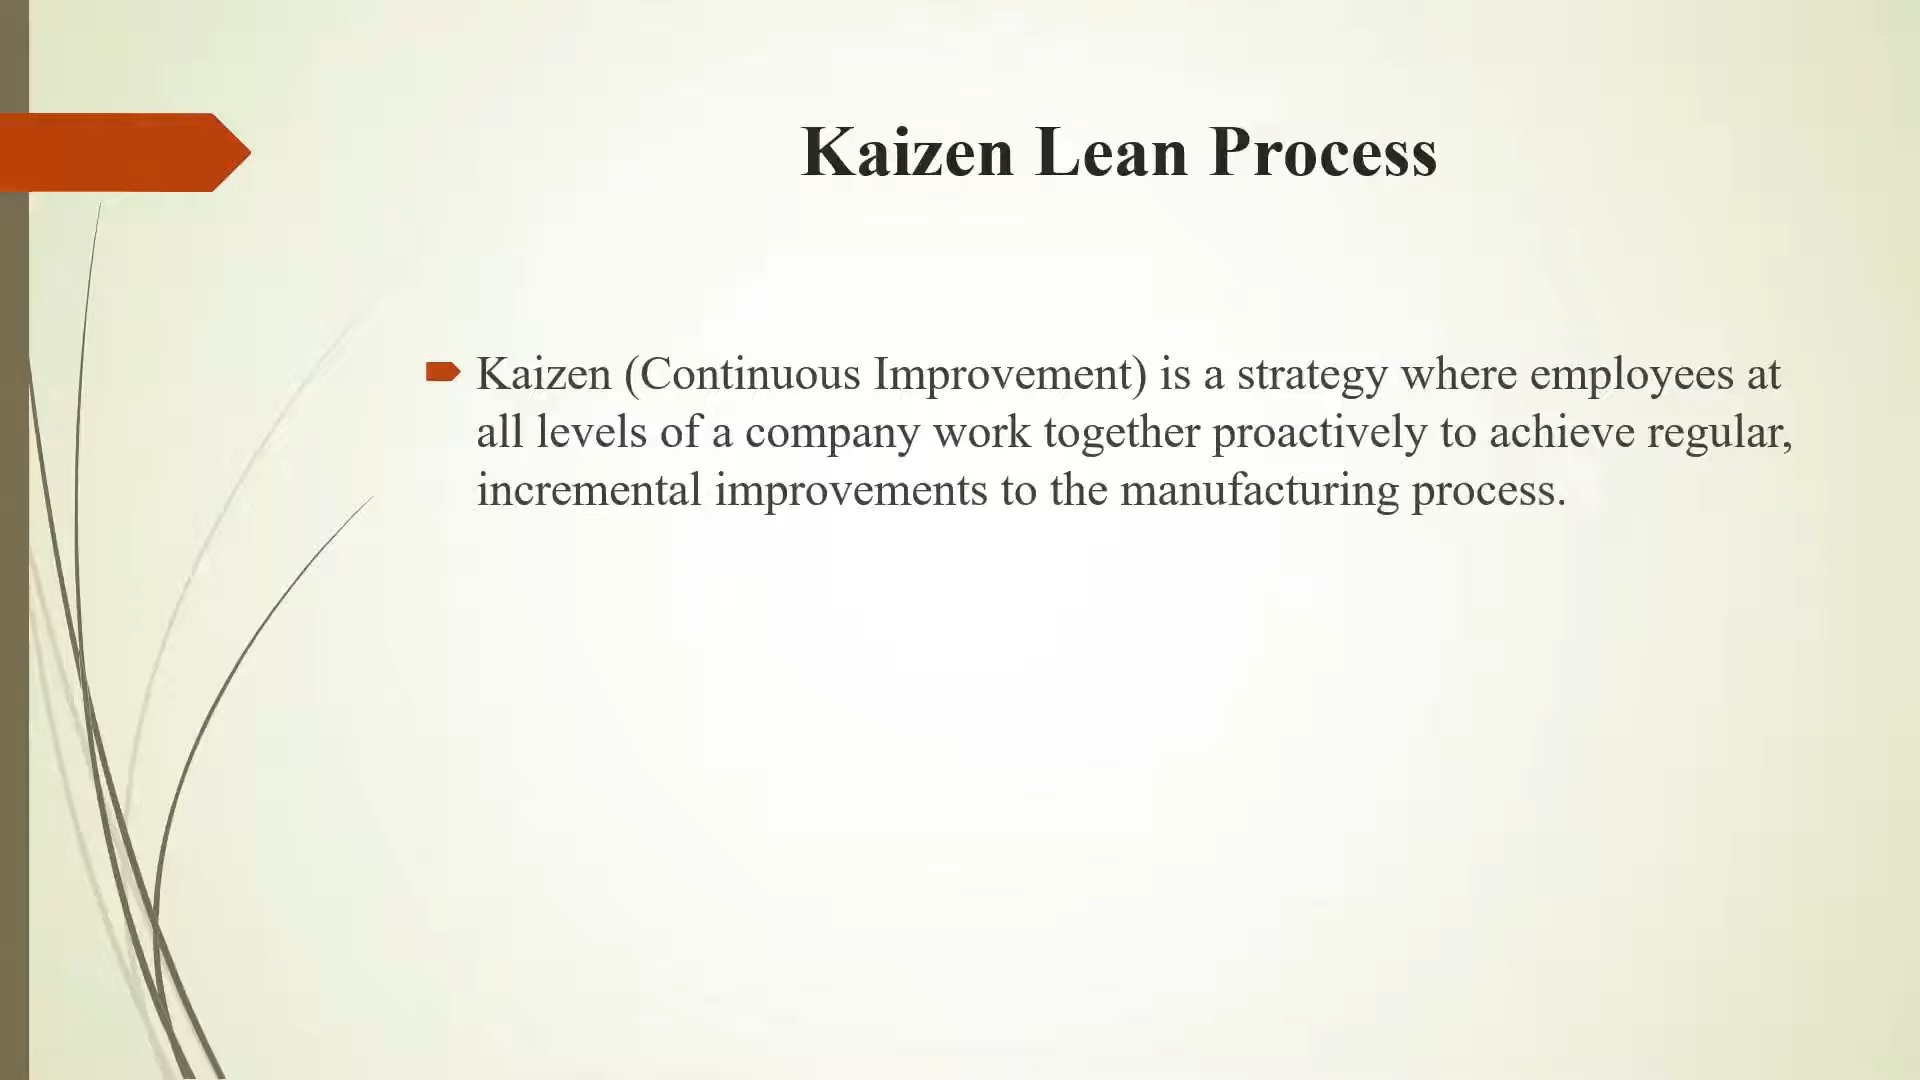 Kaizen Lean Process
Kaizen (Continuous Improvement) is a strategy where employees at
all levels of a company work together proactively to achieve regular,
incremental improvements to the manufacturing process.